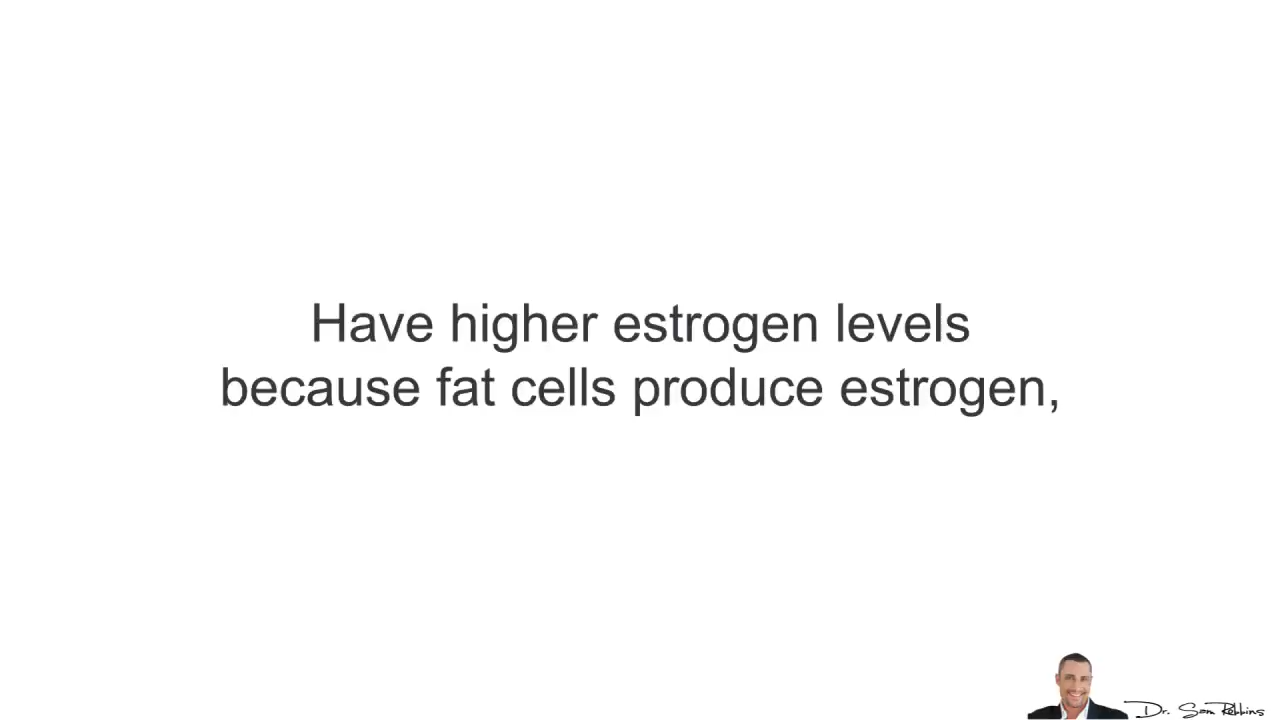 Have higher estrogen levels
because fat cells produce estrogen,
Dr. Sam Robbins